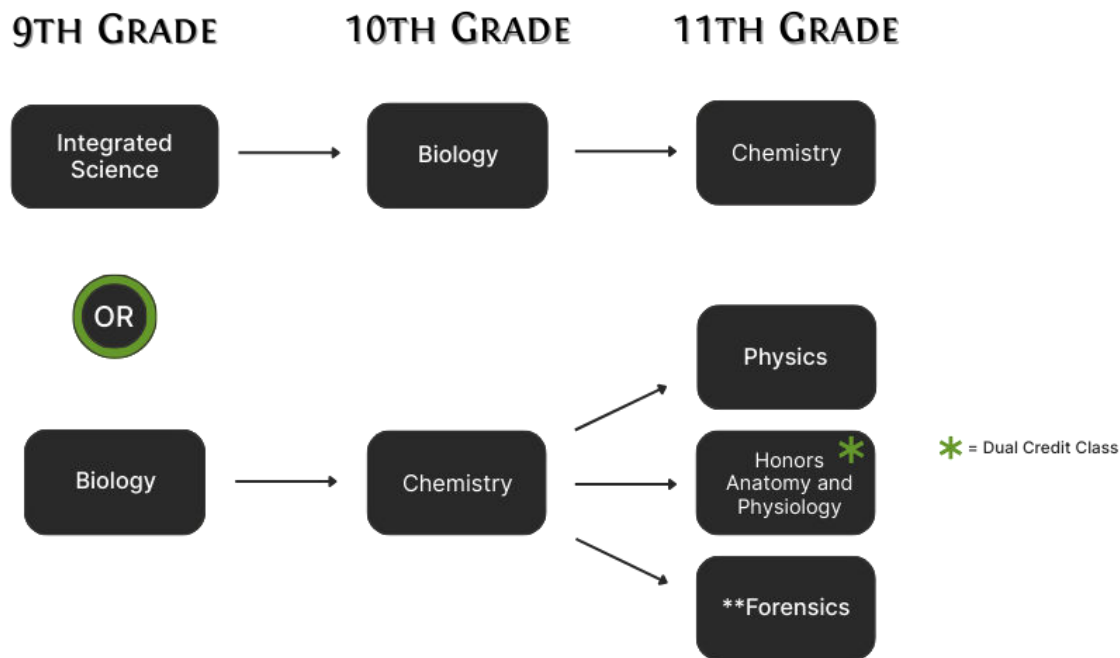 9TH GRADE
10TH GRADE
11TH GRADE
Integrated
Science
Biology
Chemistry
OR
Physics
Biology
Chemistry
Honors
Anatomy and
Physiology
* = Dual Credit Class
**Forensics